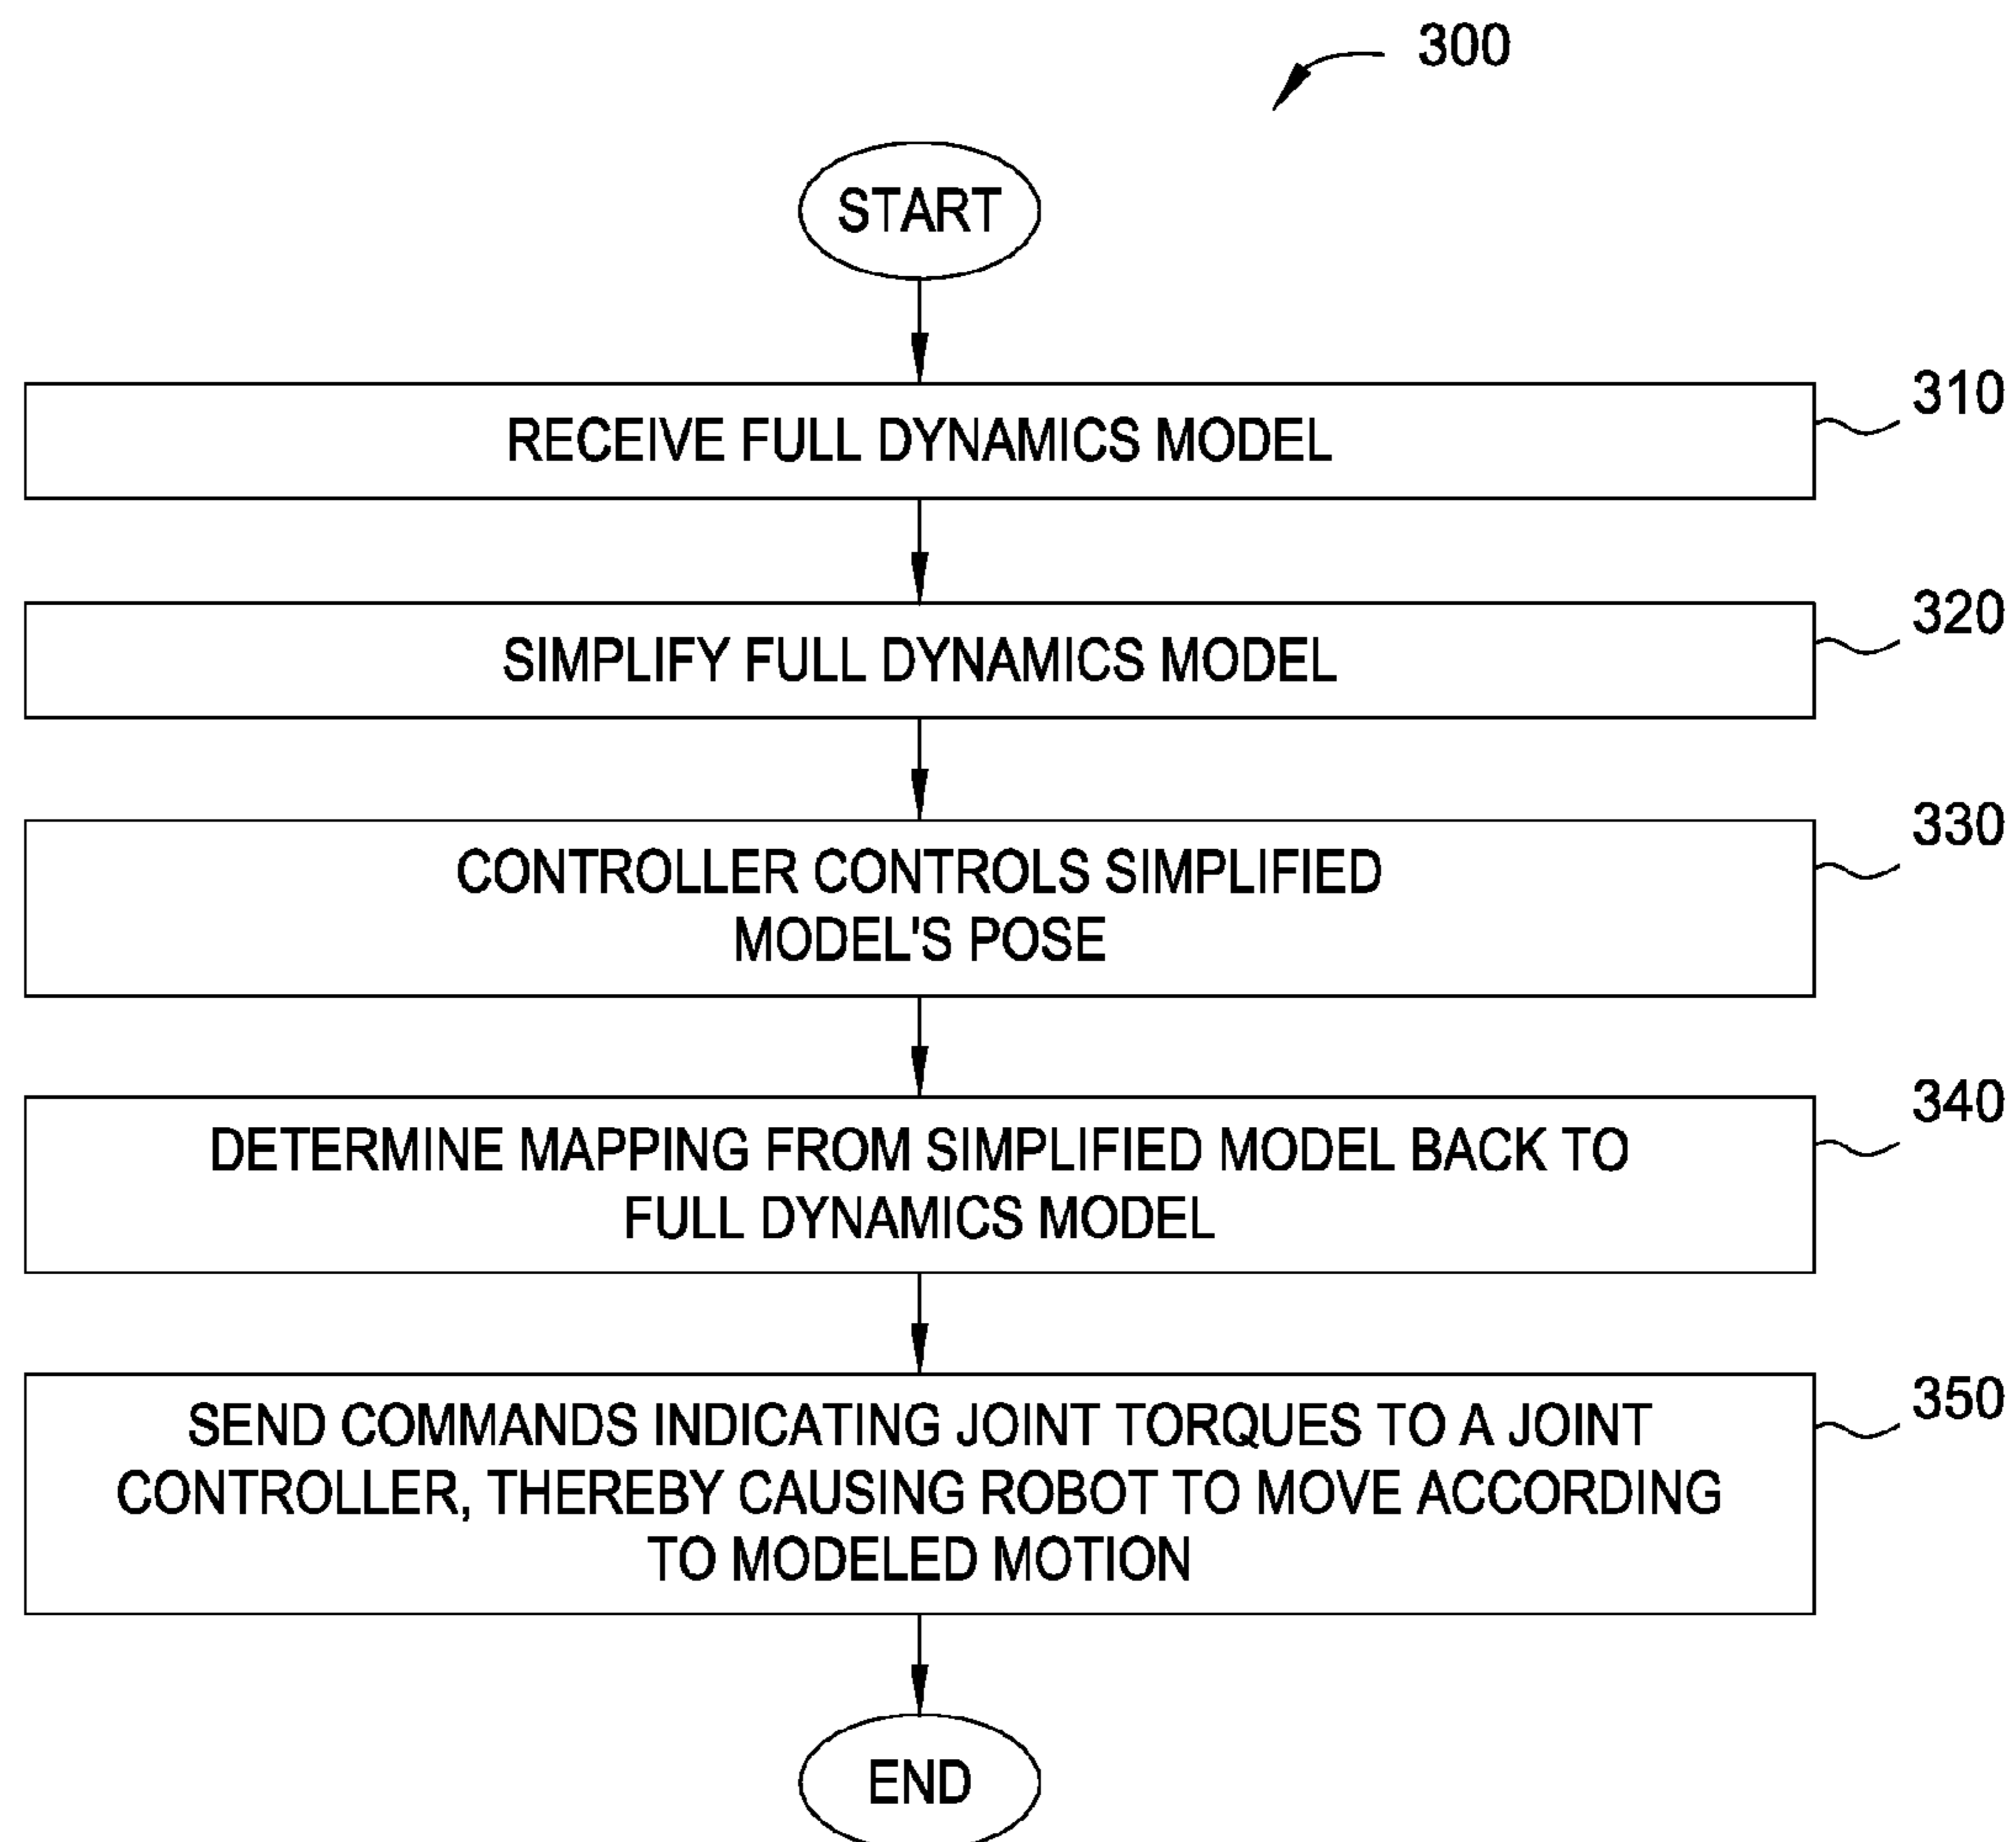 300
START
RECEIVE FULL DYNAMICS MODEL
310
SIMPLIFY FULL DYNAMICS MODEL
320
CONTROLLER CONTROLS SIMPLIFIED
MODEL'S POSE
330
DETERMINE MAPPING FROM SIMPLIFIED MODEL BACK TO
FULL DYNAMICS MODEL
340
SEND COMMANDS INDICATING JOINT TORQUES TO A JOINT
CONTROLLER, THEREBY CAUSING ROBOT TO MOVE ACCORDING
TO MODELED MOTION
350
END